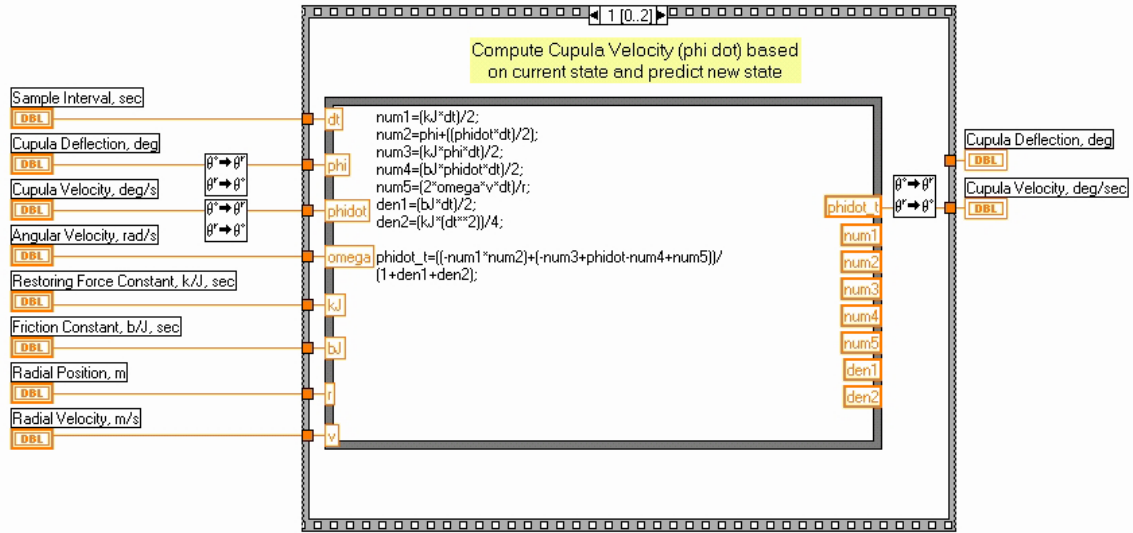 1 [0..2]
Compute Cupula Velocity (phi dot) based
on current state and predict new state
Sample Interval, sec
DBL
Cupula Deflection, deg
DBL
Cupula Velocity, deg/s
DBL
Angular Velocity, rad/s
DBL
Restoring Force Constant, k/J, sec
DBL
Friction Constant, b/J, sec
DBL
Radial Position, m
DBL
Radial Velocity, m/s
DBL
θ°➡θʳ
θʳ➡θ°
θ°➡θʳ
θʳ➡θ°
dt
phi
phidot
omega
kJ
bJ
r
v
num1=(kJ*dt)/2;
num2=phi+((phidot*dt)/2);
num3=(kJ*phi*dt)/2;
num4=(bJ*phidot*dt)/2;
num5=(2*omega*v*dt)/r;
den1=(bJ*dt)/2;
den2=(kJ*(dt**2))/4;
phidot_t=((-num1*num2)+(-num3+phidot-num4+num5))/
(1+den1+den2);
phidot_t
num1
num2
num3
num4
num5
den1
den2
θ°➡θʳ
θʳ➡θ°
Cupula Deflection, deg
DBL
Cupula Velocity, deg/sec
DBL